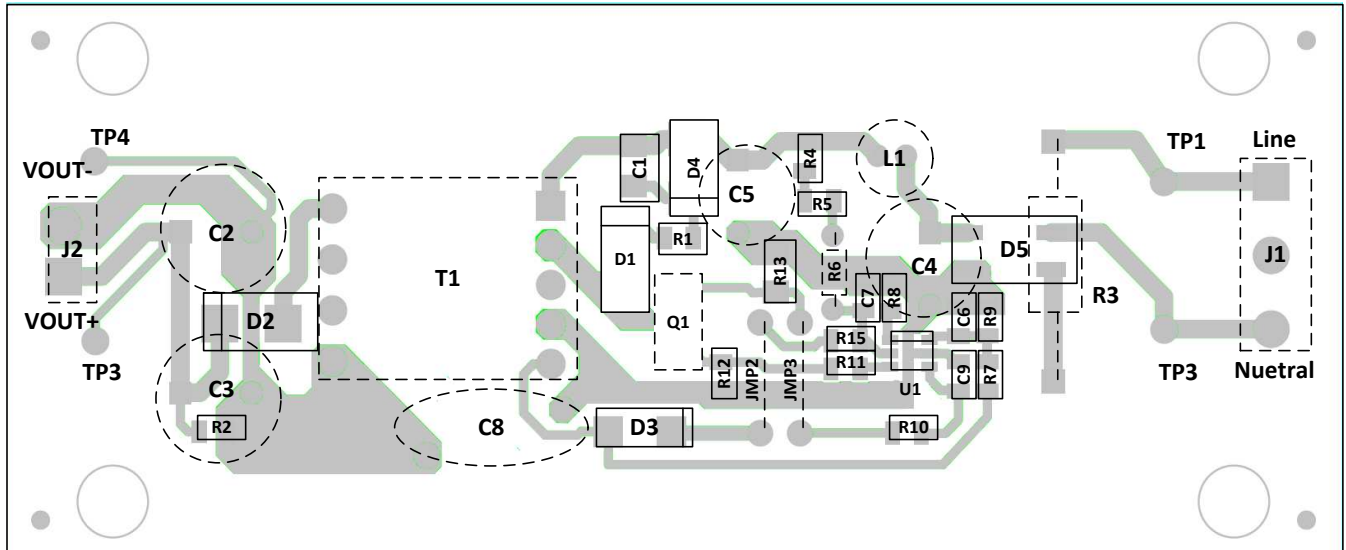 TP4
VOUT-
J2
VOUT+
TP3
C2
D2
C3
R2
T1
C8
C1
D4
C5
R4
L1
R5
R1
D1
R13
R6
C4
D5
R3
Q1
C7
R8
C6
R9
R15
R11
U1
C9
R7
R12
JMP2
JMP3
D3
R10
TP1
Line
J1
TP3
Nuetral